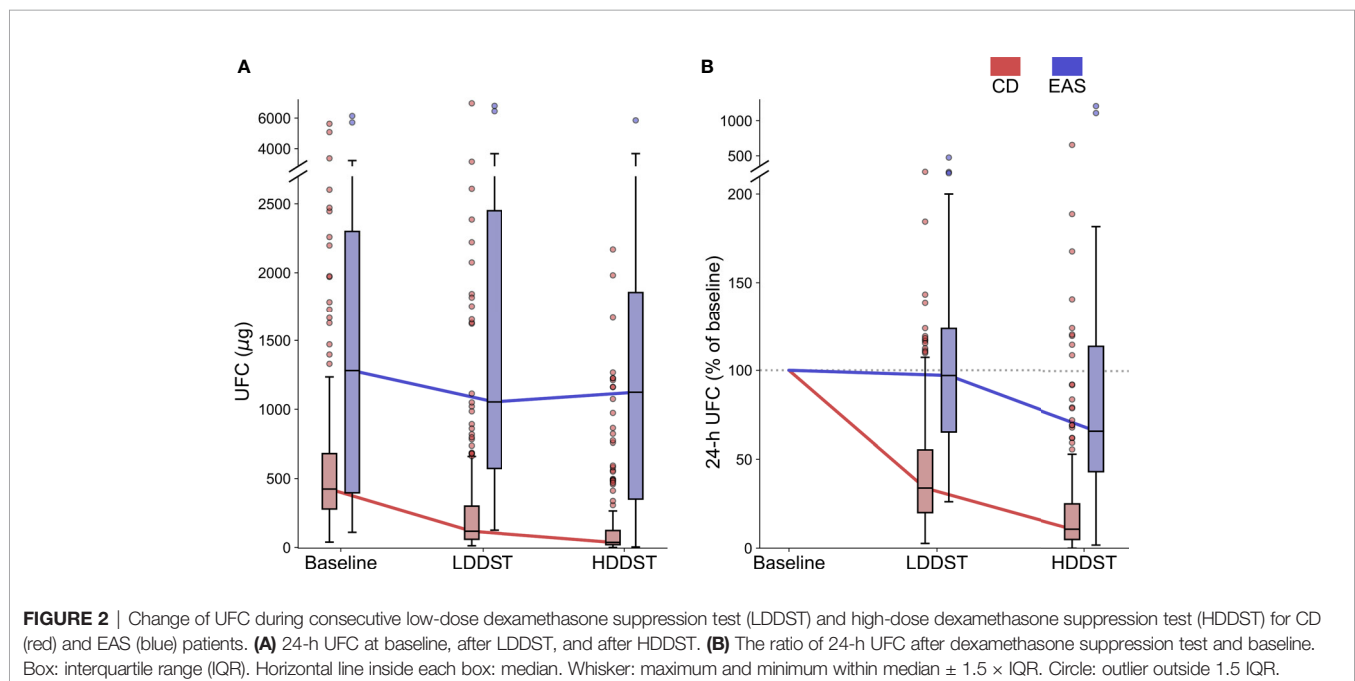 A
B
CD
EAS
6000
4000
2500
2000
1500
1000
500
0
UFC (µg)
Baseline
LDDST
HDDST
1000
500
200
150
100
50
0
24-h UFC (% of baseline)
Baseline
LDDST
HDDST
FIGURE 2 | Change of UFC during consecutive low-dose dexamethasone suppression test (LDDST) and high-dose dexamethasone suppression test (HDDST) for CD
(red) and EAS (blue) patients. (A) 24-h UFC at baseline, after LDDST, and after HDDST. (B) The ratio of 24-h UFC after dexamethasone suppression test and baseline.
Box: interquartile range (IQR). Horizontal line inside each box: median. Whisker: maximum and minimum within median ± 1.5 × IQR. Circle: outlier outside 1.5 IQR.